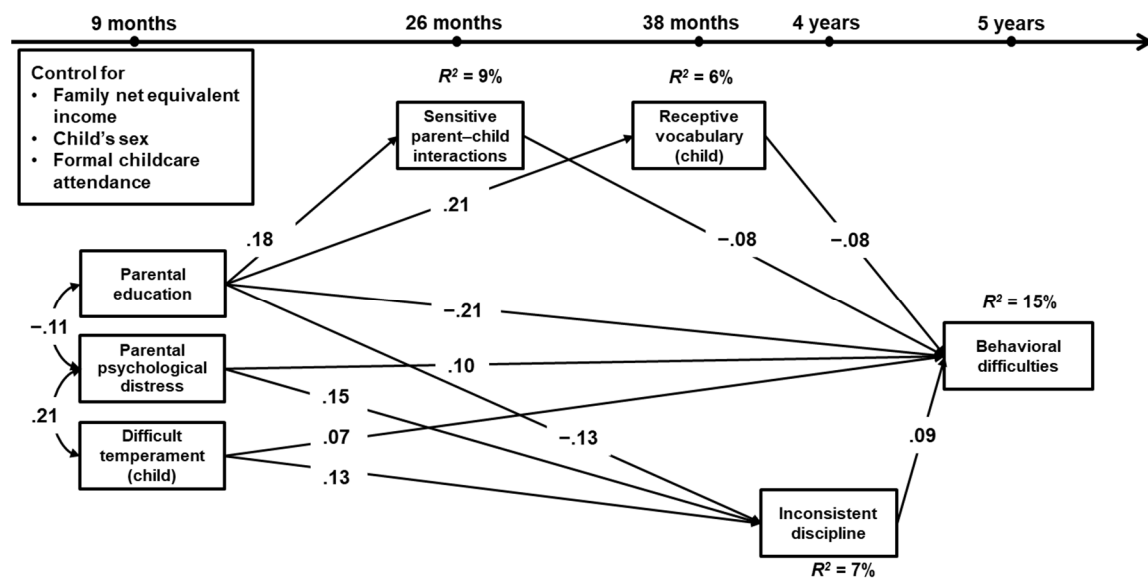 9 months
26 months
38 months
4 years
5 years
Control for
• Family net equivalent
income
• Child's sex
• Formal childcare
attendance
R² = 9%
Sensitive
parent–child
interactions
R² = 6%
Receptive
vocabulary
(child)
.18
.21
−.08
−.08
Parental
education
−.11
Parental
psychological
distress
.21
Difficult
temperament
(child)
−.21
.10
.15
.07
.13
−.13
.09
R² = 15%
Behavioral
difficulties
Inconsistent
discipline
R² = 7%